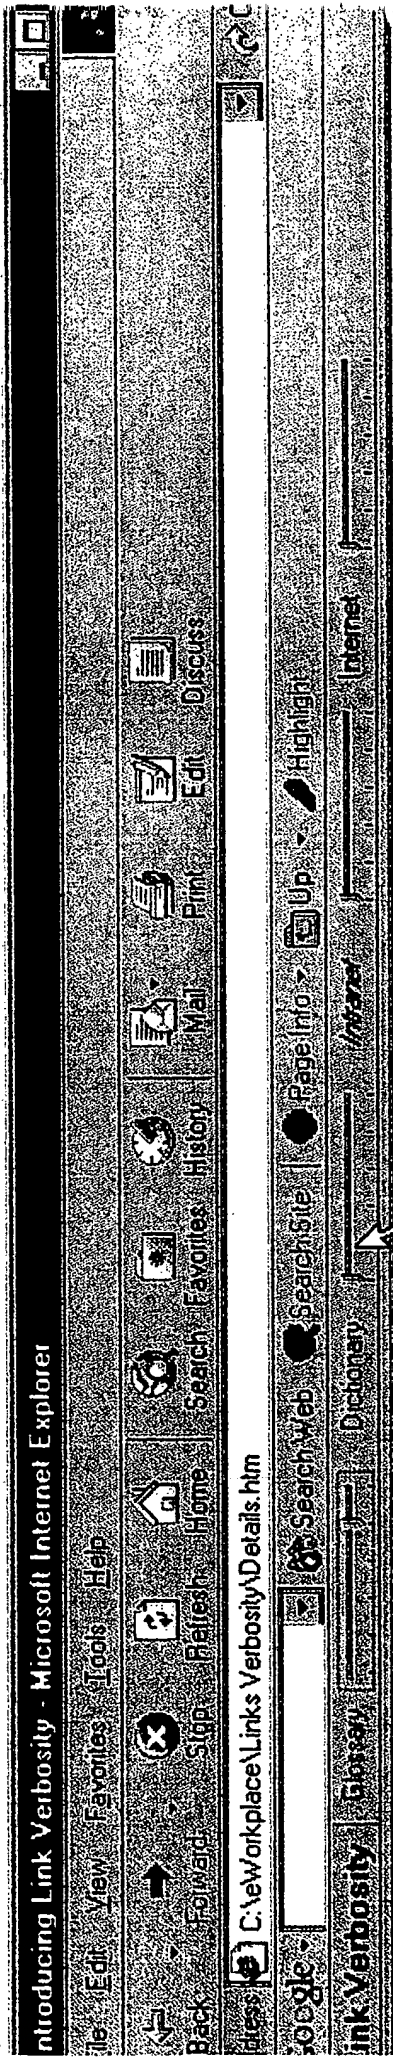 ntroducing Link Verbosity - Microsoft Internet Explorer
ile Edit View Favorites Tools Help
Back Forward Stop Refresh Home Search Favorites History Mail Print Edit Discuss
dress C:\eWorkplace\Links Verbosity\Details.htm
oogle Search Web Search Site Page Info Up Highlight
ink Verbosity Glossary Dictionary Intranet Internet